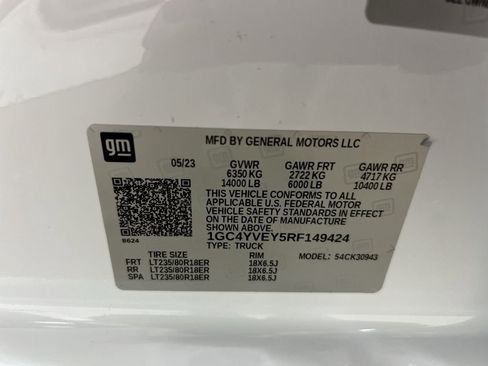 gm
MFD BY GENERAL MOTORS LLC
05/23 GVWR GAWR FRT GAWR RR
6350 KG 2722 KG 4717 KG
14000 LB 6000 LB 10400 LB
THIS VEHICLE CONFORMS TO ALL
APPLICABLE U.S. FEDERAL MOTOR
VEHICLE SAFETY STANDARDS IN EFFECT
ON THE DATE OF MANUFACTURE SHOWN
ABOVE.
1GC4YVEY5RF149424
B624
TYPE: TRUCK
TIRE SIZE RIM MODEL: 54CK30943
FRT LT235/80R18ER 18X6.5J
RR LT235/80R18ER 18X6.5J
SPA LT235/80R18ER 18X6.5J